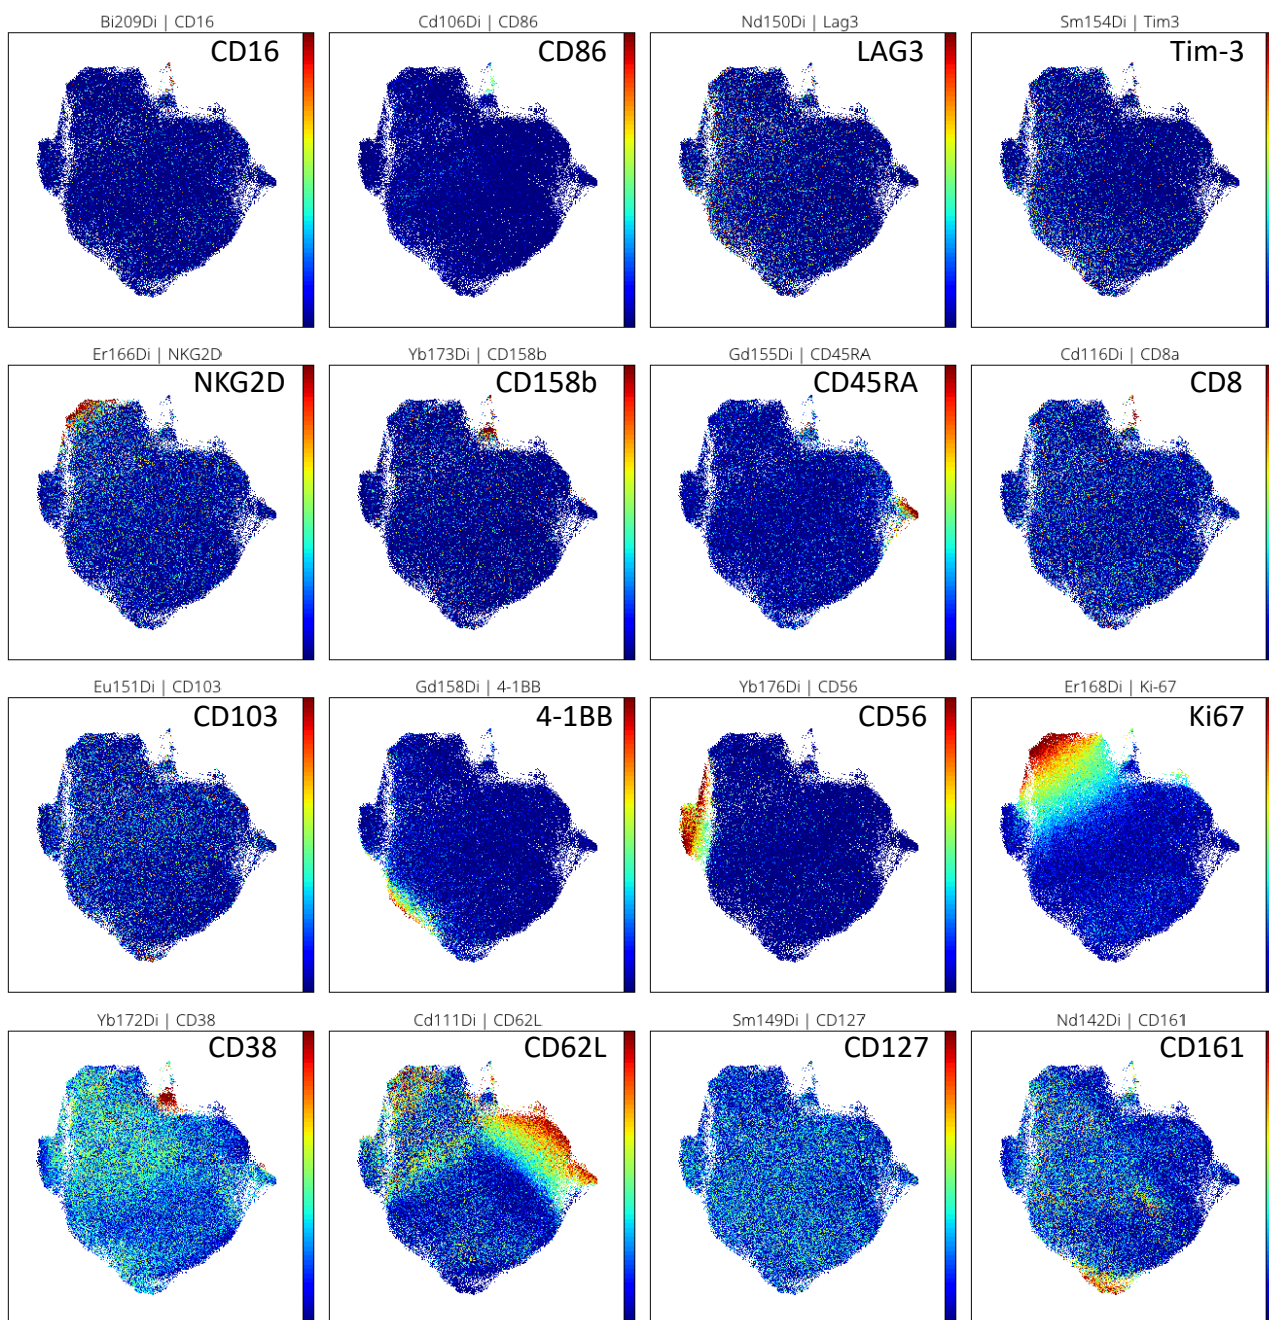 Bi209Di | CD16
CD16
Cd106Di | CD86
CD86
Nd150Di | Lag3
LAG3
Sm154Di | Tim3
Tim-3
Er166Di | NKG2D
NKG2D
Yb173Di | CD158b
CD158b
Gd155Di | CD45RA
CD45RA
Cd116Di | CD8a
CD8
Eu151Di | CD103
CD103
Gd158Di | 4-1BB
4-1BB
Yb176Di | CD56
CD56
Er168Di | Ki-67
Ki67
Yb172Di | CD38
CD38
Cd111Di | CD62L
CD62L
Sm149Di | CD127
CD127
Nd142Di | CD161
CD161